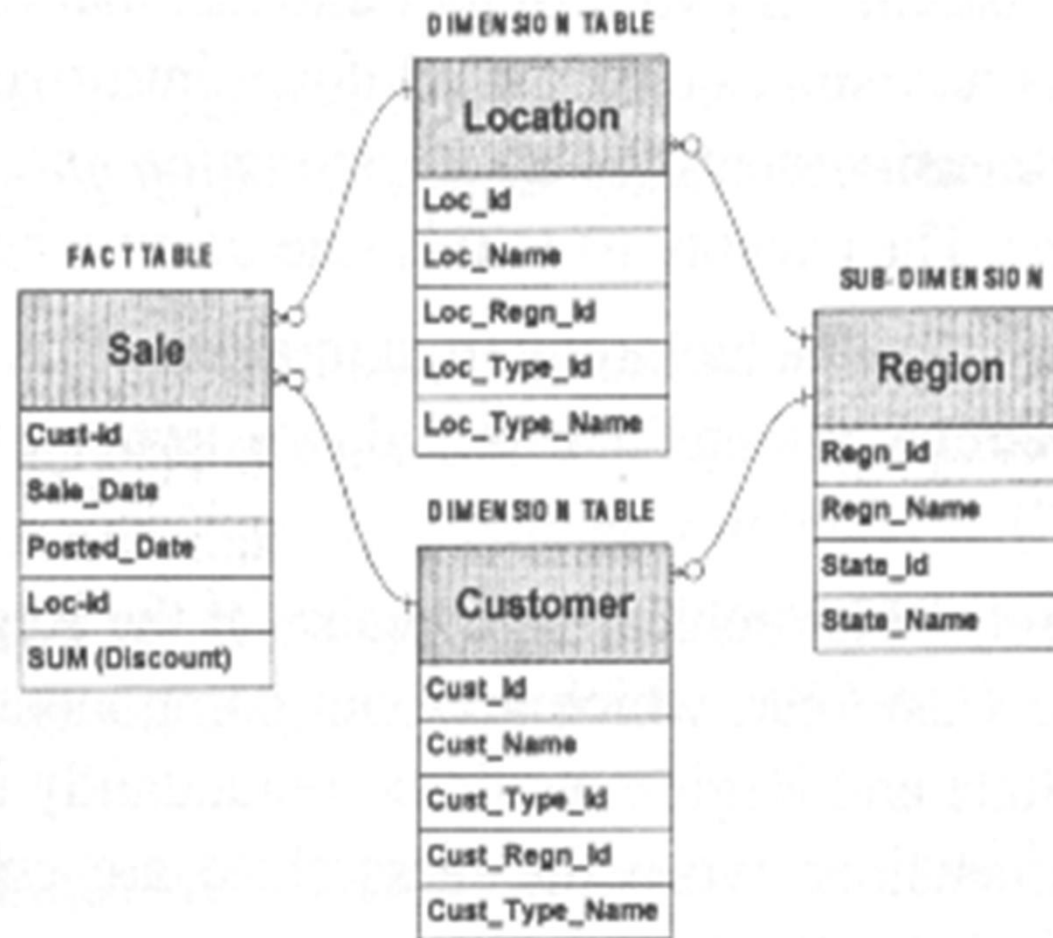 DIMENSION TABLE
Location
Loc_Id
Loc_Name
Loc_Regn_Id
Loc_Type_Id
Loc_Type_Name
FACT TABLE
Sale
Cust-Id
Sale_Date
Posted_Date
Loc-Id
SUM (Discount)
DIMENSION TABLE
Customer
Cust_Id
Cust_Name
Cust_Type_Id
Cust_Regn_Id
Cust_Type_Name
SUB-DIMENSION
Region
Regn_Id
Regn_Name
State_Id
State_Name